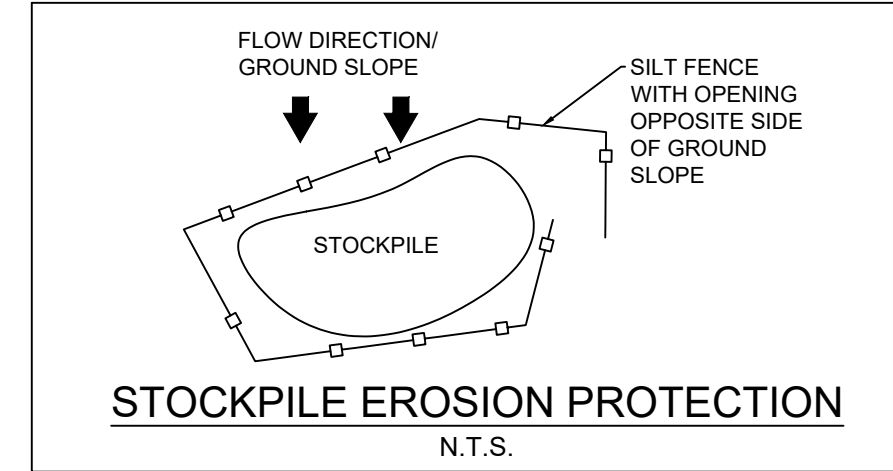 FLOW DIRECTION/
GROUND SLOPE
SILT FENCE
WITH OPENING
OPPOSITE SIDE
OF GROUND
SLOPE
STOCKPILE
STOCKPILE EROSION PROTECTION
N.T.S.